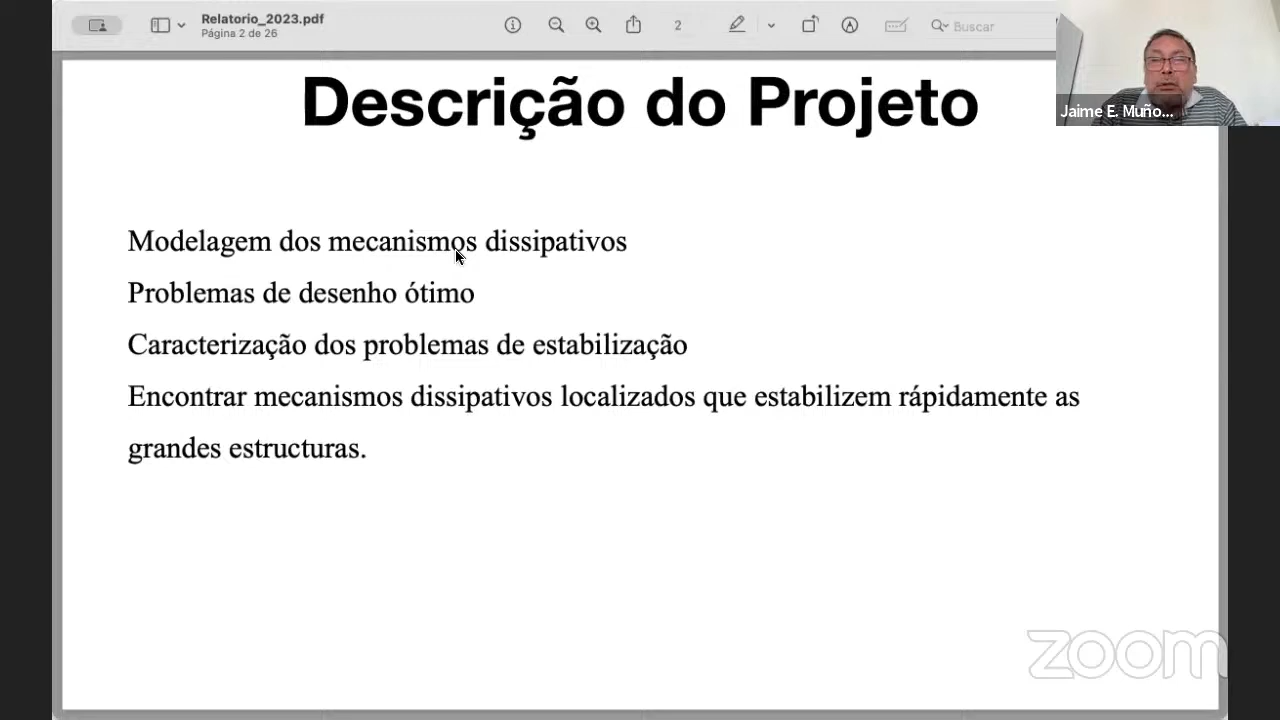 Relatorio_2023.pdf
Página 2 de 26
2
Buscar
Jaime E. Muño...
Descrição do Projeto
Modelagem dos mecanismos dissipativos
Problemas de desenho ótimo
Caracterização dos problemas de estabilização
Encontrar mecanismos dissipativos localizados que estabilizem rápidamente as
grandes estructuras.
zoom